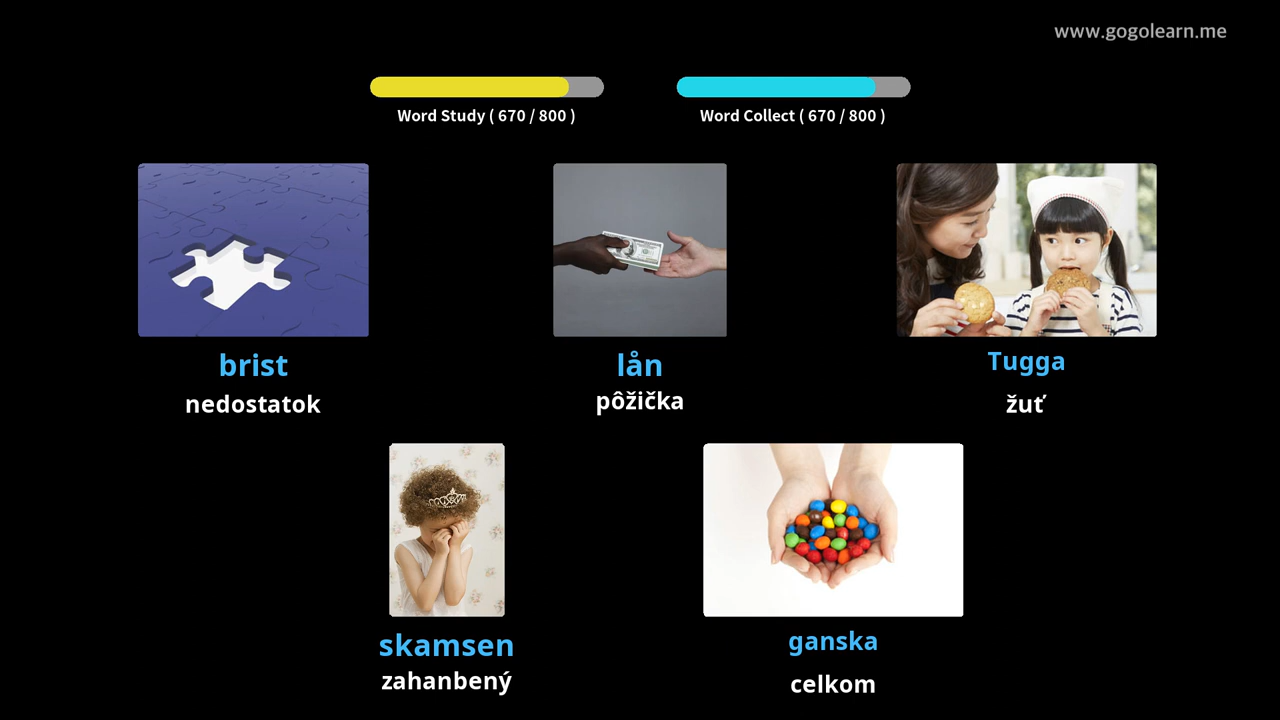 www.gogolearn.me
Word Study ( 670 / 800 )
Word Collect ( 670 / 800 )
brist
nedostatok
lån
pôžička
Tugga
žuť
skamsen
zahanbený
ganska
celkom